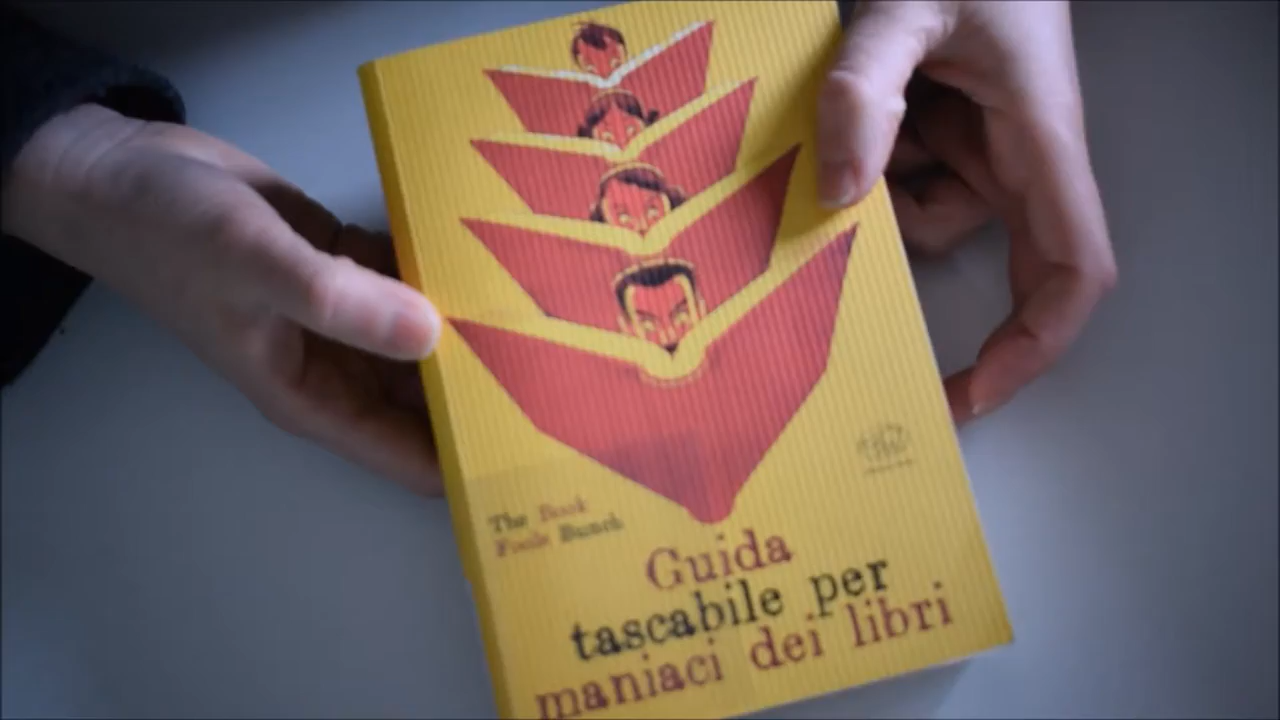 The Book
Fools Bunch
Guida
tascabile per
maniaci dei libri